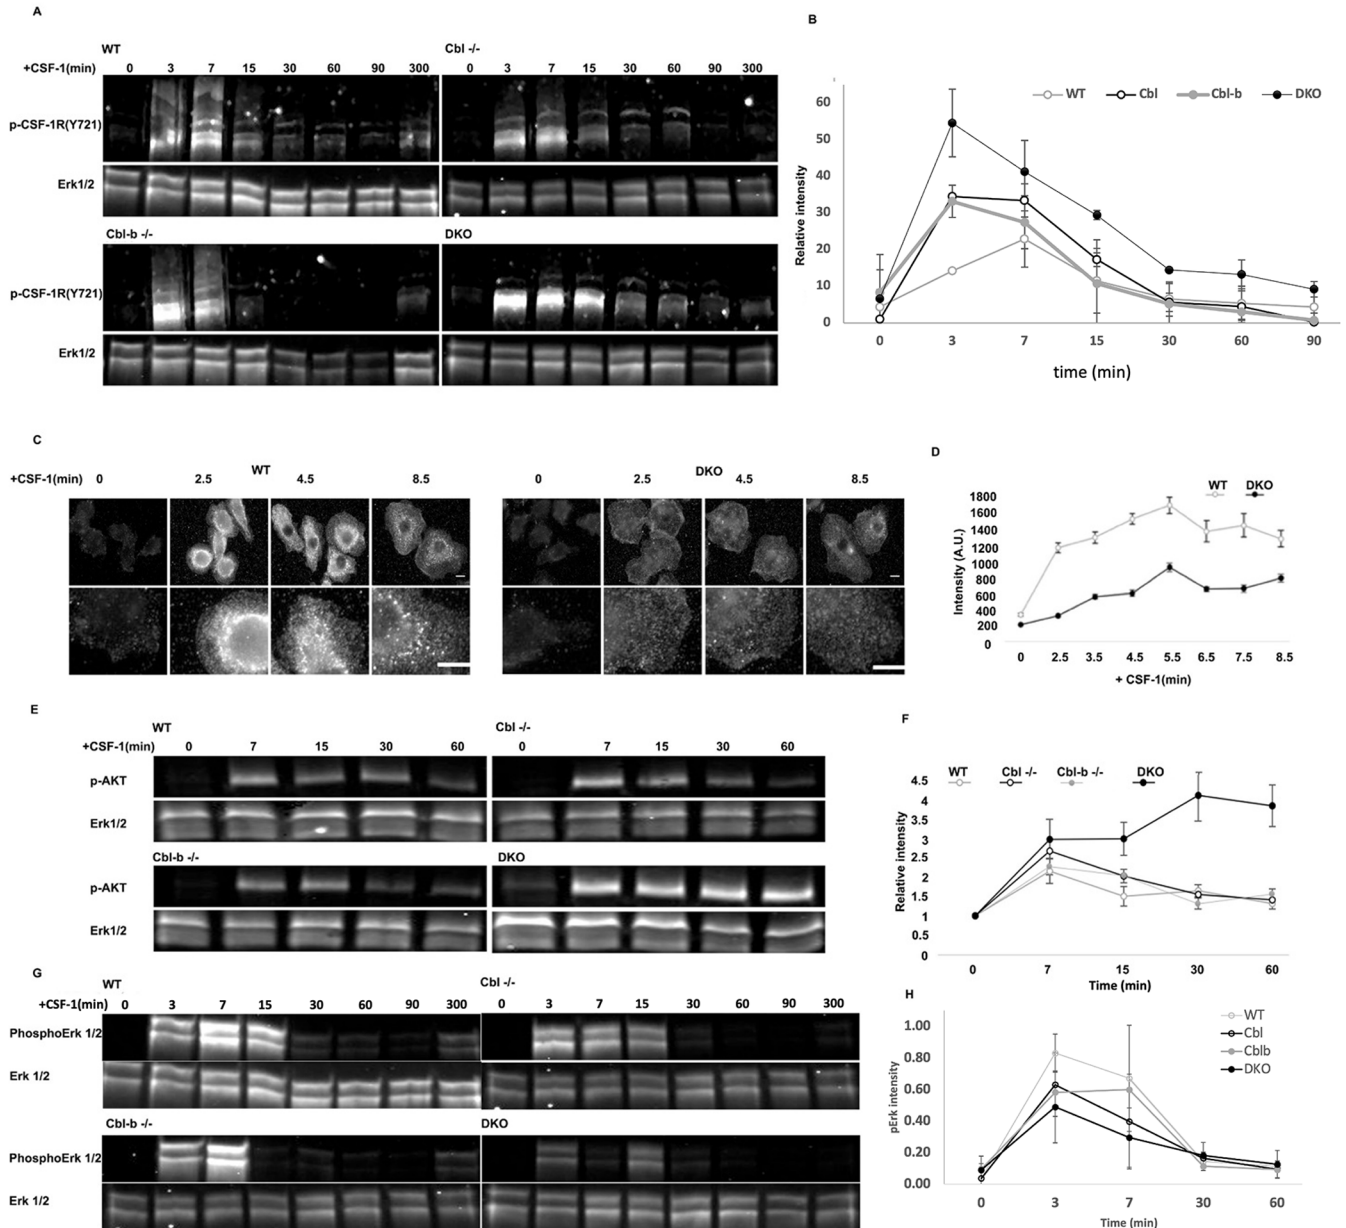 A
WT
+CSF-1(min) 0 3 7 15 30 60 90 300
p-CSF-1R(Y721)
Erk1/2
Cbl -/-
0 3 7 15 30 60 90 300
Cbl-b -/-
p-CSF-1R(Y721)
Erk1/2
DKO
B
WT Cbl Cbl-b DKO
Relative intensity
60
50
40
30
20
10
0
0 3 7 15 30 60 90
time (min)
C
WT
+CSF-1(min) 0 2.5 4.5 8.5
DKO
0 2.5 4.5 8.5
D
WT DKO
Intensity (A.U.)
1800
1600
1400
1200
1000
800
600
400
200
0
0 2.5 3.5 4.5 5.5 6.5 7.5 8.5
+ CSF-1(min)
E
WT
+CSF-1(min) 0 7 15 30 60
p-AKT
Erk1/2
Cbl -/-
0 7 15 30 60
Cbl-b -/-
p-AKT
Erk1/2
DKO
F
WT Cbl -/- Cbl-b -/- DKO
Relative intensity
4.5
4
3.5
3
2.5
2
1.5
1
0.5
0
0 7 15 30 60
Time (min)
G
WT
+CSF-1(min) 0 3 7 15 30 60 90 300
PhosphoErk 1/2
Erk 1/2
Cbl -/-
0 3 7 15 30 60 90 300
Cbl-b -/-
PhosphoErk 1/2
Erk 1/2
DKO
H
WT
Cbl
Cblb
DKO
pErk intensity
1.00
0.80
0.60
0.40
0.20
0.00
0 3 7 30 60
Time (min)